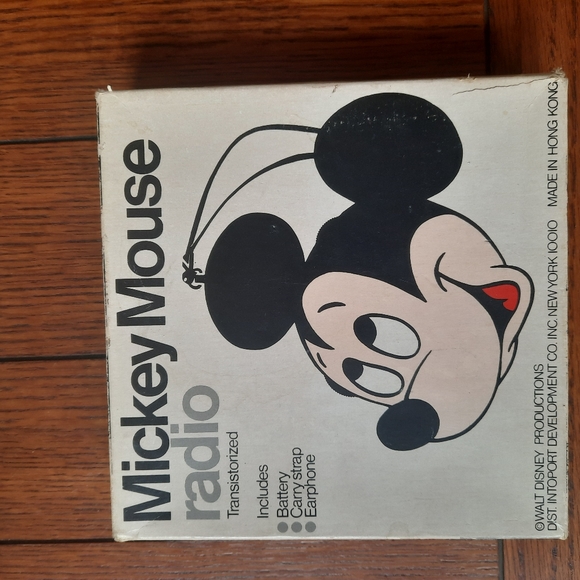 Mickey Mouse
radio
Transistorized
Includes
Battery
Carry strap
Earphone
©WALT DISNEY PRODUCTIONS
DIST. INTOPORT DEVELOPMENT CO. INC. NEW YORK 10010 MADE IN HONG KONG